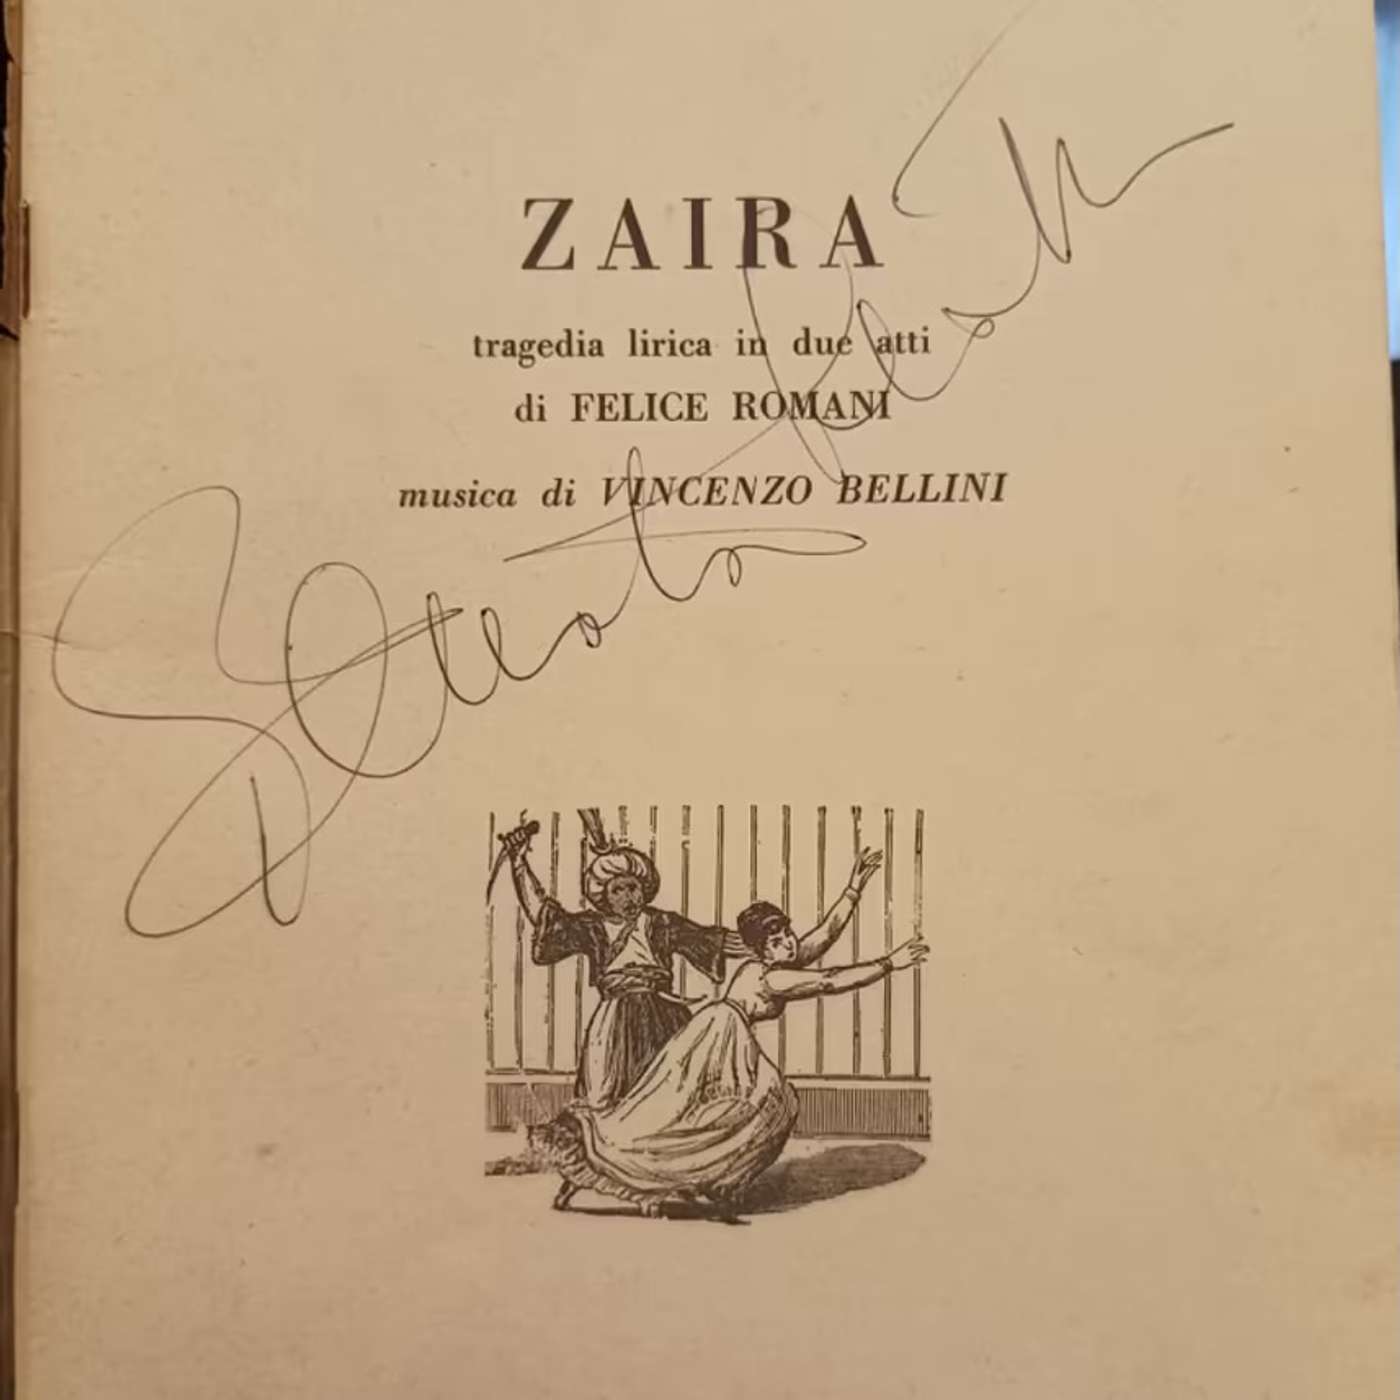 ZAIRA
tragedia lirica in due atti
di FELICE ROMANI
musica di VINCENZO BELLINI